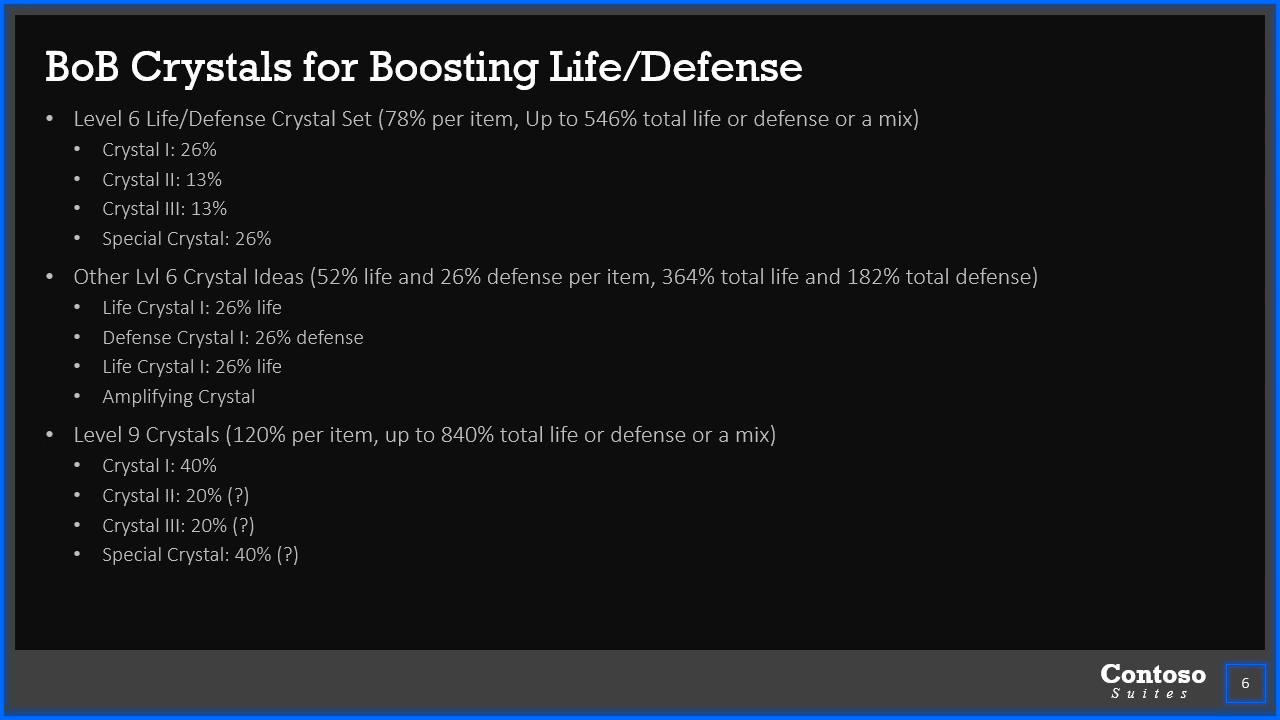 BoB Crystals for Boosting Life/Defense
• Level 6 Life/Defense Crystal Set (78% per item, Up to 546% total life or defense or a mix)
• Crystal I: 26%
• Crystal II: 13%
• Crystal III: 13%
• Special Crystal: 26%
• Other Lvl 6 Crystal Ideas (52% life and 26% defense per item, 364% total life and 182% total defense)
• Life Crystal I: 26% life
• Defense Crystal I: 26% defense
• Life Crystal I: 26% life
• Amplifying Crystal
• Level 9 Crystals (120% per item, up to 840% total life or defense or a mix)
• Crystal I: 40%
• Crystal II: 20% (?)
• Crystal III: 20% (?)
• Special Crystal: 40% (?)
Contoso
Suites
6